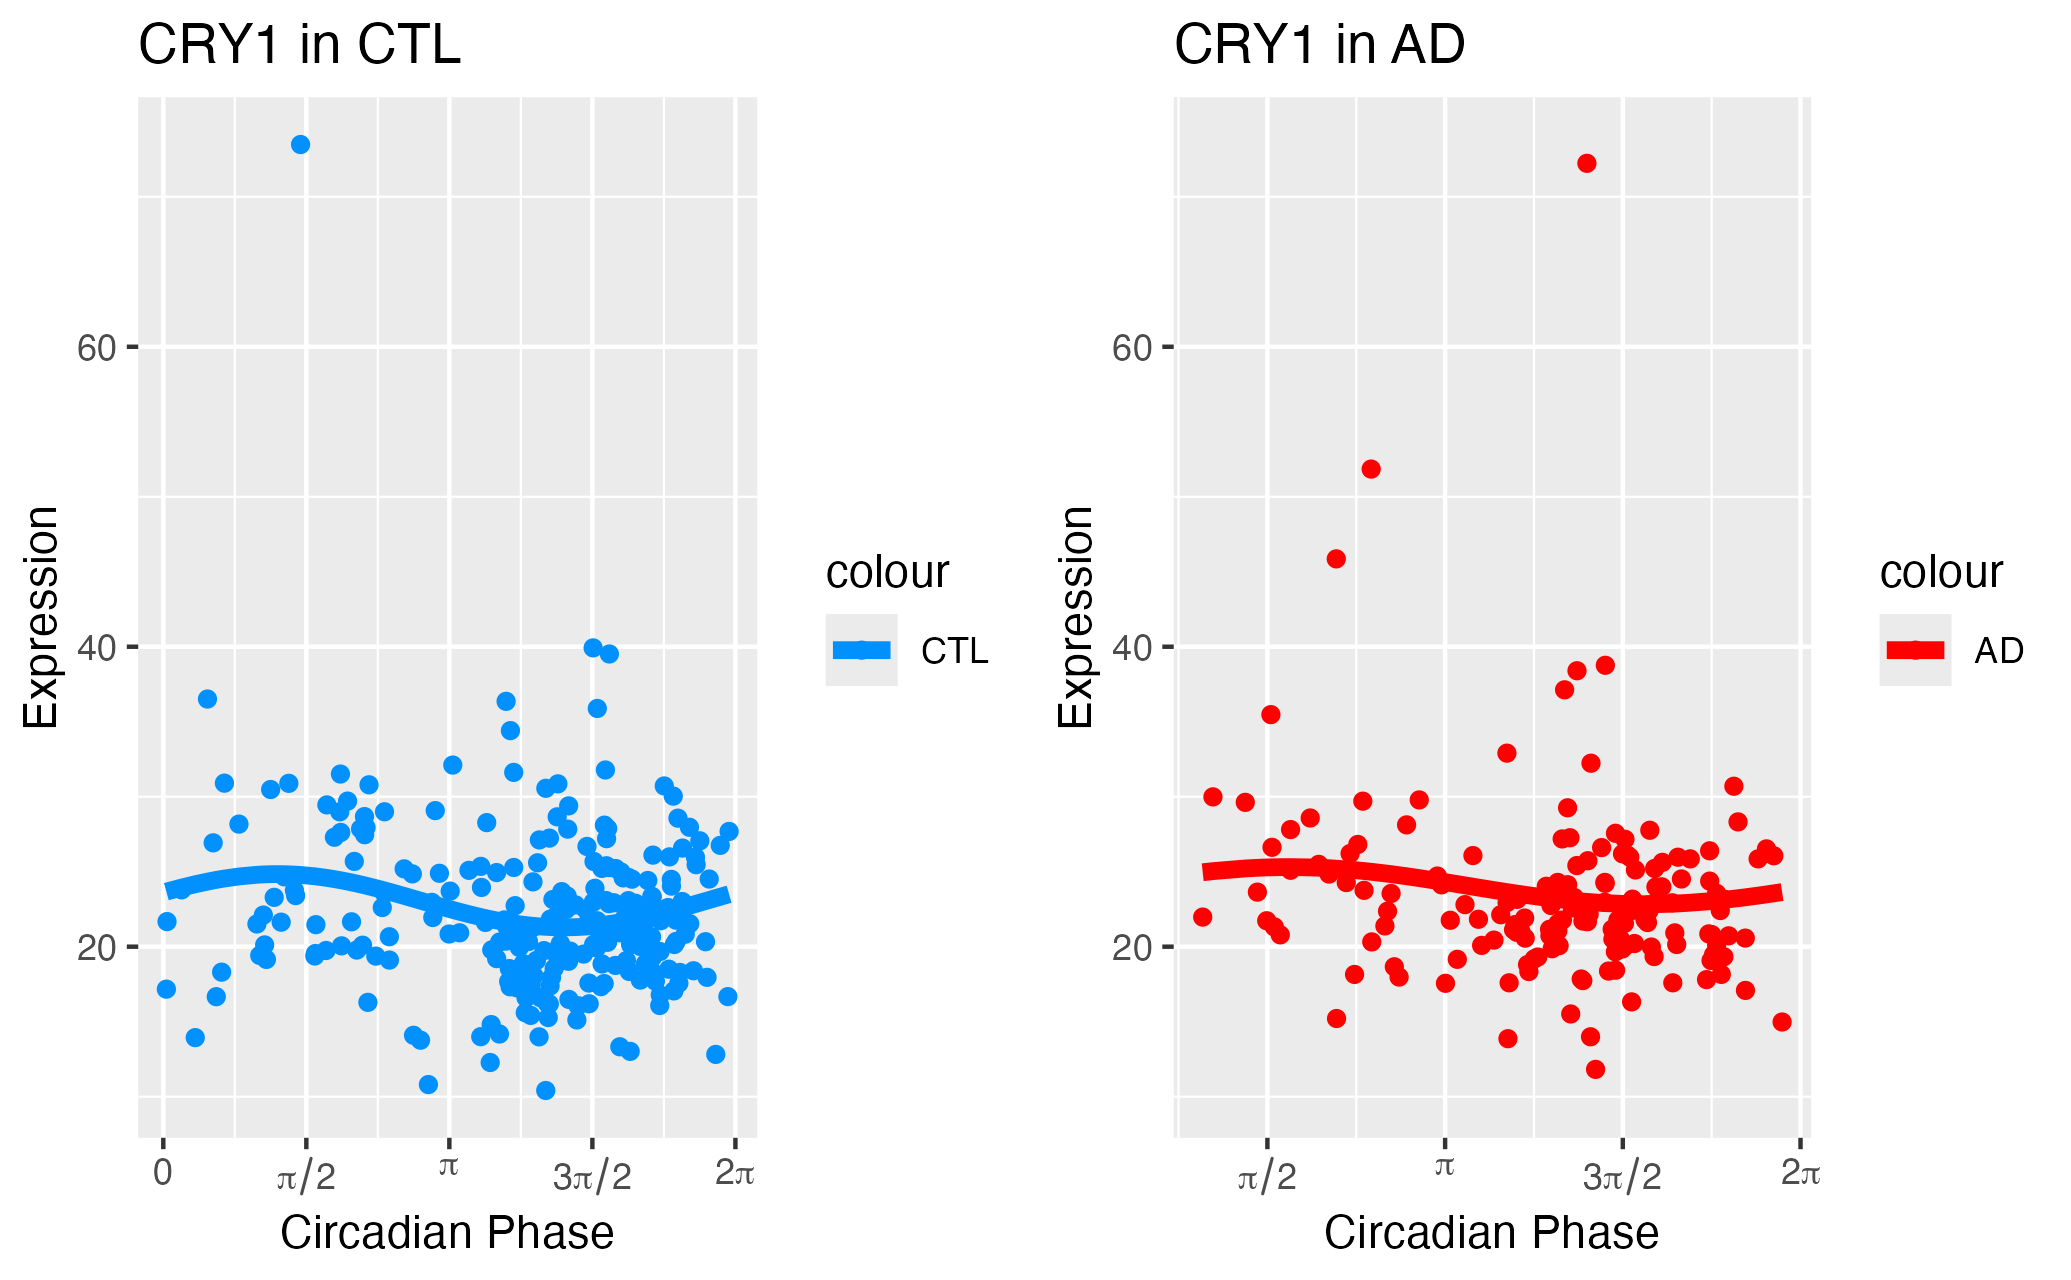 CRY1 in CTL
Expression
60
40
20
0
π/2
π
3π/2
2π
Circadian Phase
colour
CTL
CRY1 in AD
Expression
60
40
20
π/2
π
3π/2
2π
Circadian Phase
colour
AD